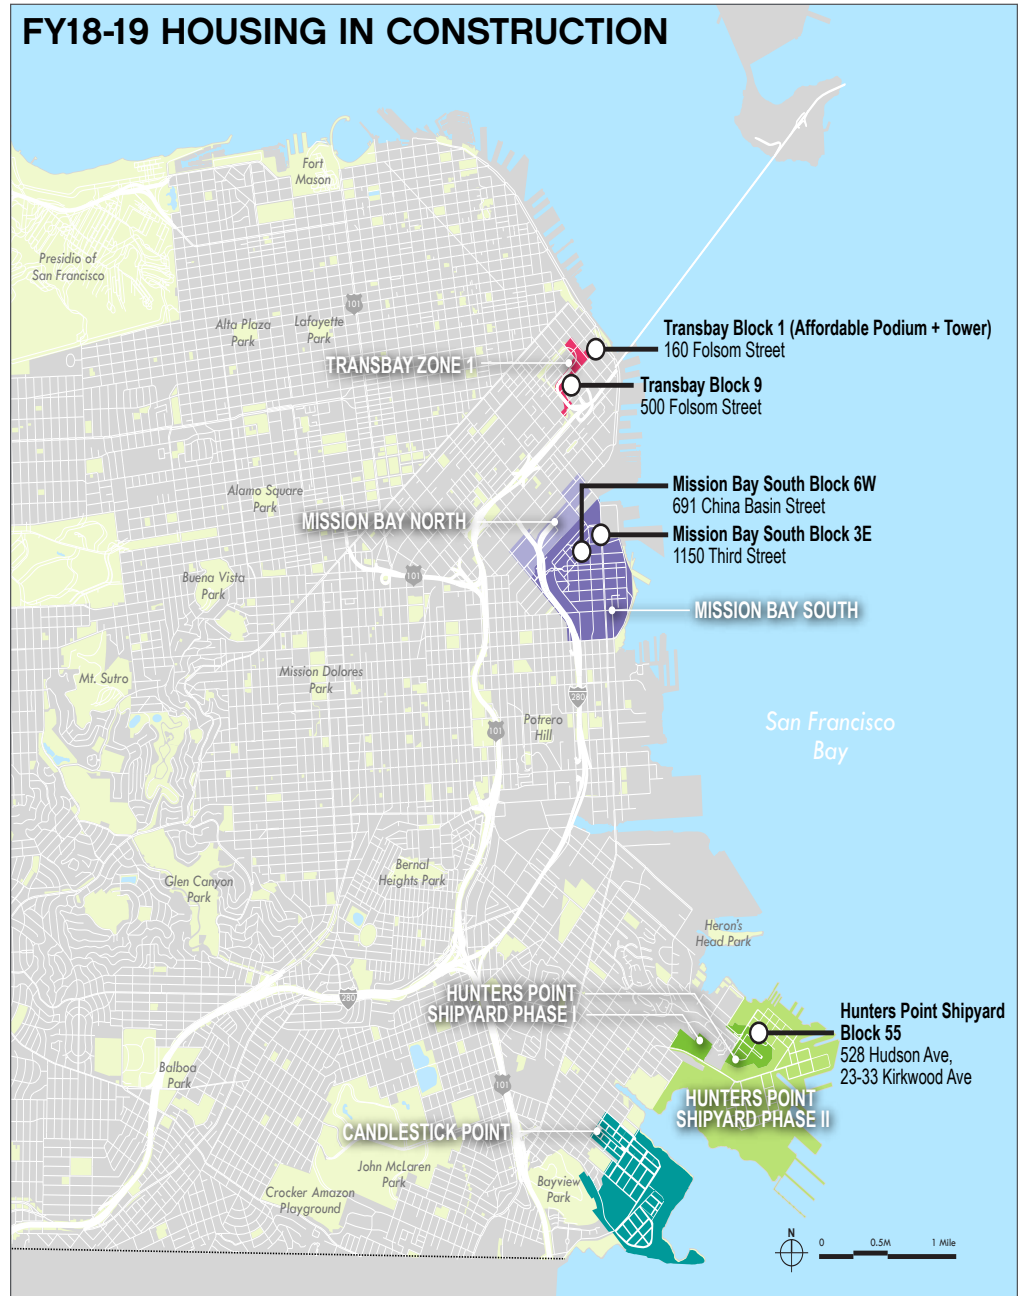 FY18-19 HOUSING IN CONSTRUCTION
Fort
Mason
Presidio of
San Francisco
101
Alta Plaza
Park
Lafayette
Park
Transbay Block 1 (Affordable Podium + Tower)
160 Folsom Street
TRANSBAY ZONE 1
Transbay Block 9
500 Folsom Street
Alamo Square
Park
Mission Bay South Block 6W
691 China Basin Street
MISSION BAY NORTH
Mission Bay South Block 3E
1150 Third Street
101
Buena Vista
Park
MISSION BAY SOUTH
Mt. Sutro
Mission Dolores
Park
280
Potrero
Hill
101
San Francisco
Bay
Glen Canyon
Park
Bernal
Heights Park
Heron's
Head Park
280
HUNTERS POINT
SHIPYARD PHASE I
Hunters Point Shipyard
Block 55
528 Hudson Ave,
23-33 Kirkwood Ave
Balboa
Park
101
HUNTERS POINT
SHIPYARD PHASE II
CANDLESTICK POINT
John McLaren
Park
Crocker Amazon
Playground
Bayview
Park
N
0 0.5M 1 Mile